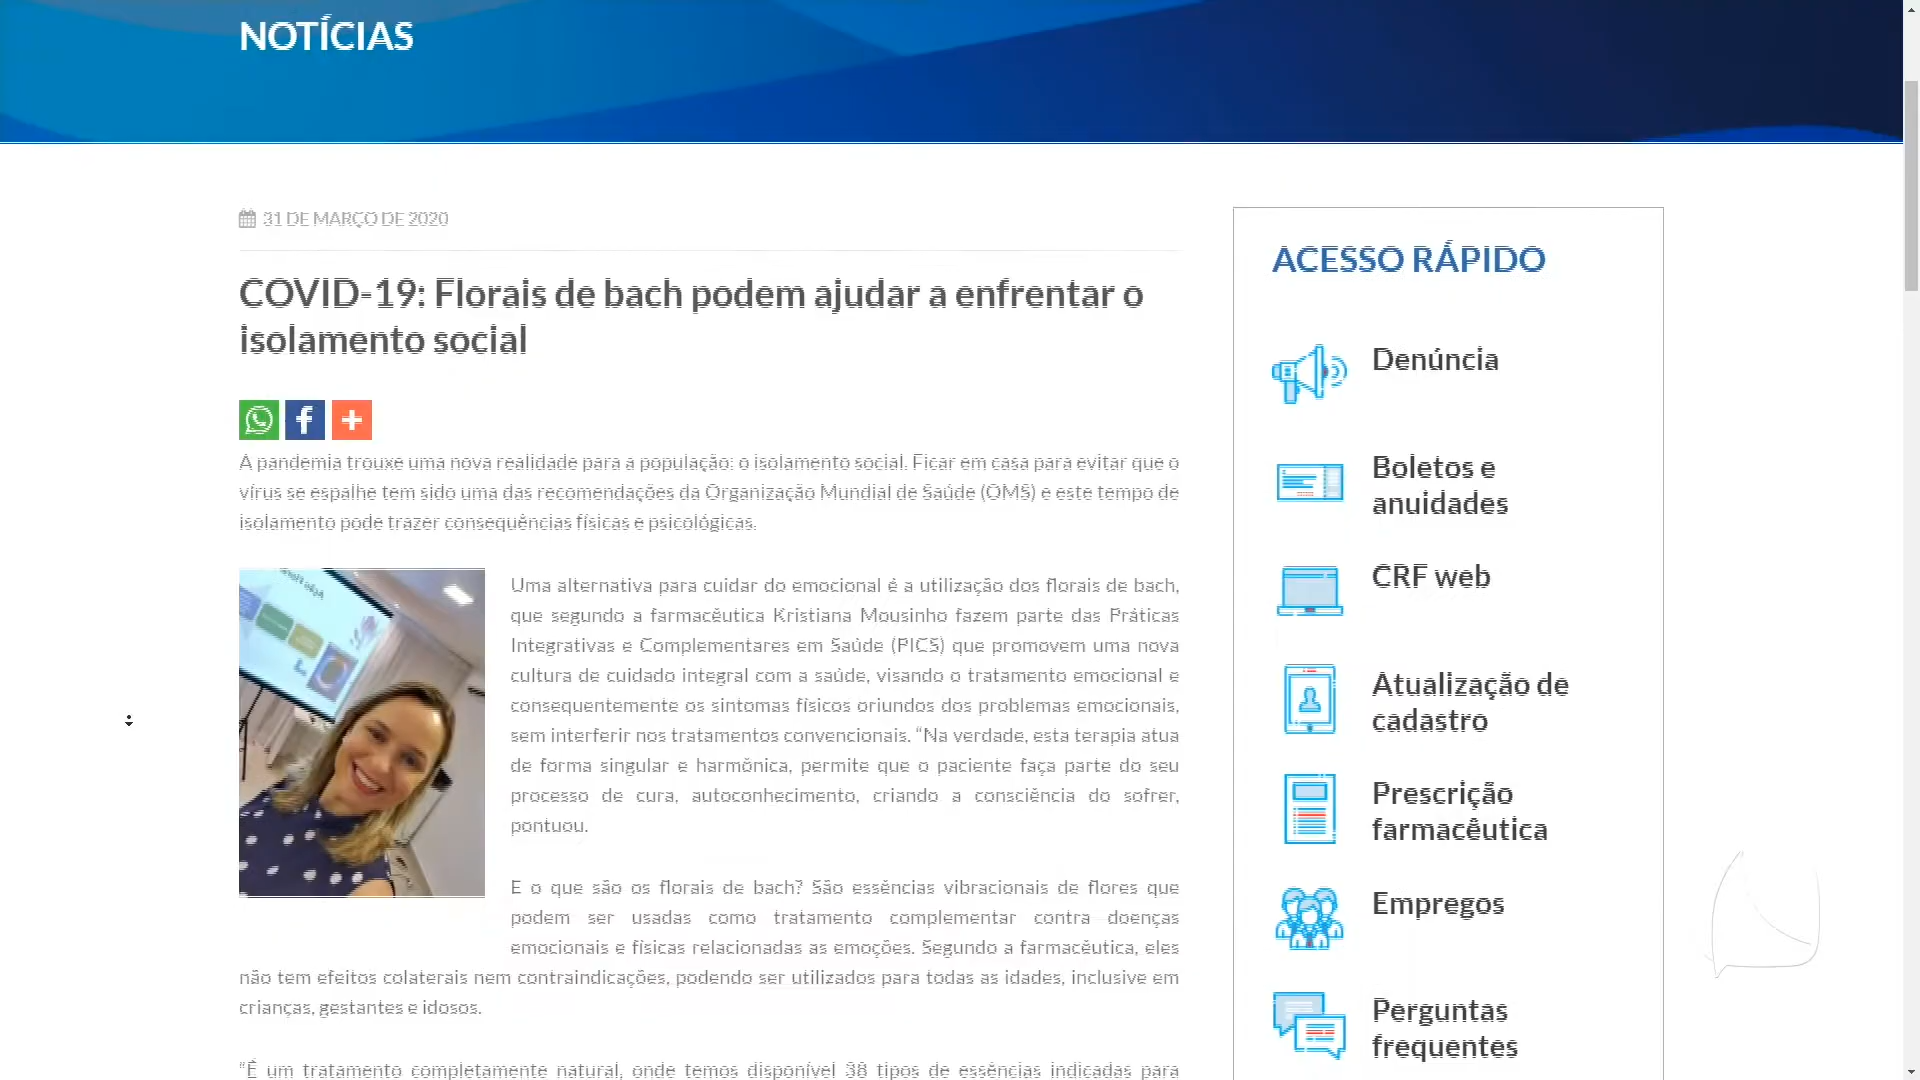 NOTÍCIAS
31 DE MARÇO DE 2020
COVID-19: Florais de bach podem ajudar a enfrentar o
isolamento social
A pandemia trouxe uma nova realidade para a população: o isolamento social. Ficar em casa para evitar que o
vírus se espalhe tem sido uma das recomendações da Organização Mundial de Saúde (OMS) e este tempo de
isolamento pode trazer consequências físicas e psicológicas.
Uma alternativa para cuidar do emocional é a utilização dos florais de bach,
que segundo a farmacêutica Kristiana Mousinho fazem parte das Práticas
Integrativas e Complementares em Saúde (PICS) que promovem uma nova
cultura de cuidado integral com a saúde, visando o tratamento emocional e
consequentemente os sintomas físicos oriundos dos problemas emocionais,
sem interferir nos tratamentos convencionais. “Na verdade, esta terapia atua
de forma singular e harmônica, permite que o paciente faça parte do seu
processo de cura, autoconhecimento, criando a consciência do sofrer,
pontuou.
E o que são os florais de bach? São essências vibracionais de flores que
podem ser usadas como tratamento complementar contra doenças
emocionais e físicas relacionadas as emoções. Segundo a farmacêutica, eles
não tem efeitos colaterais nem contraindicações, podendo ser utilizados para todas as idades, inclusive em
crianças, gestantes e idosos.
“É um tratamento completamente natural, onde temos disponível 38 tipos de essências indicadas para
ACESSO RÁPIDO
Denúncia
Boletos e
anuidades
CRF web
Atualização de
cadastro
Prescrição
farmacêutica
Empregos
Perguntas
frequentes